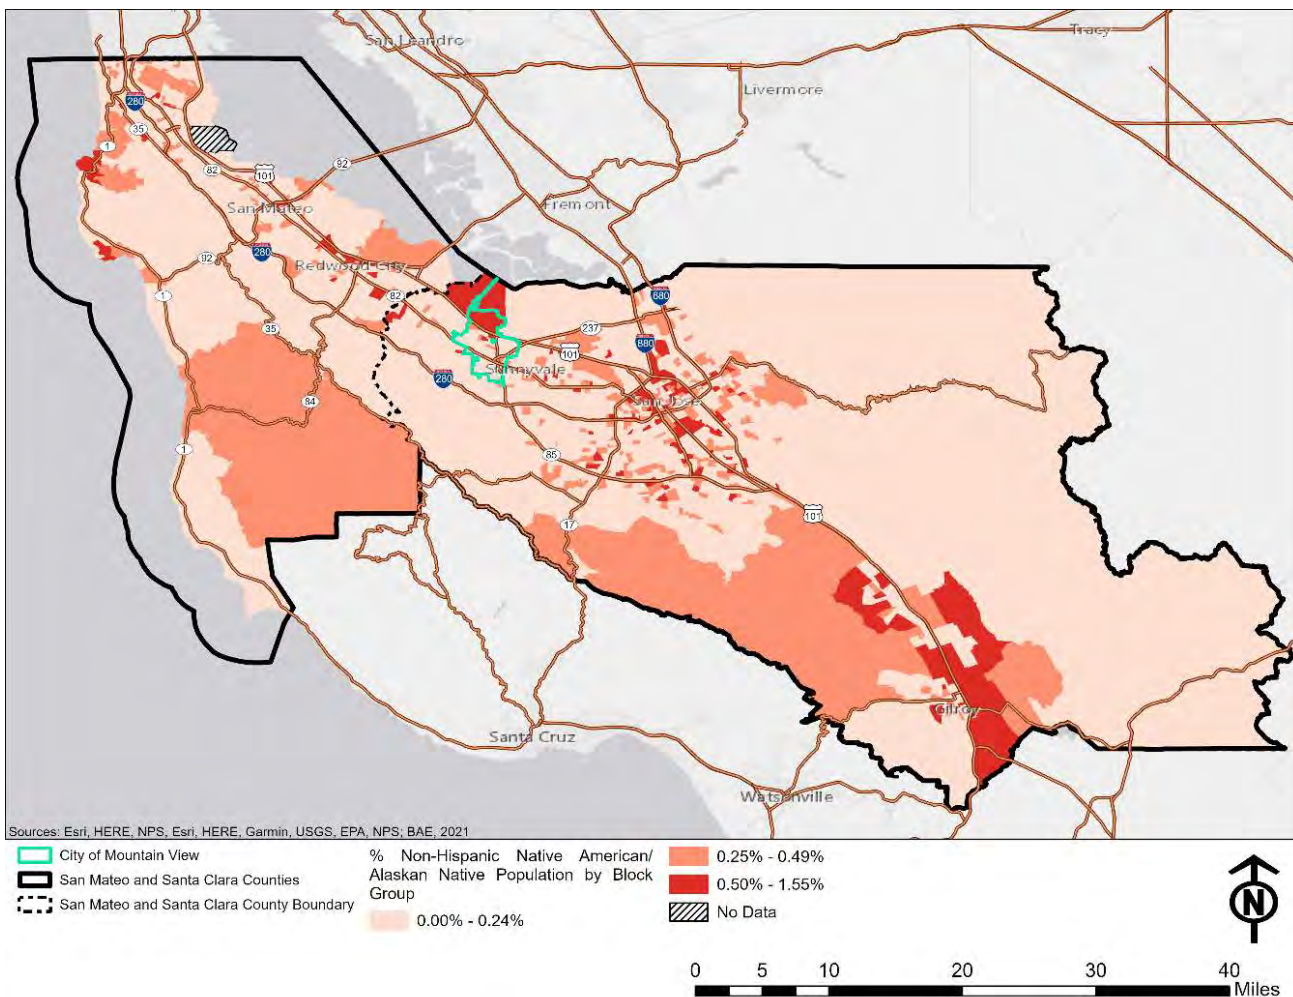 San Leandro
Tracy
Livermore
280
35
1
92
82
101
San Mateo
Fremont
280
92
Redwood City
880
1
82
35
237
880
101
Sunnyvale
280
San Jose
84
1
85
101
17
Gilroy
Santa Cruz
Watsonville
Sources: Esri, HERE, NPS, Esri, HERE, Garmin, USGS, EPA, NPS; BAE, 2021
City of Mountain View
San Mateo and Santa Clara Counties
San Mateo and Santa Clara County Boundary
% Non-Hispanic Native American/
Alaskan Native Population by Block
Group
0.00% - 0.24%
0.25% - 0.49%
0.50% - 1.55%
No Data
N
0 5 10 20 30 40
Miles